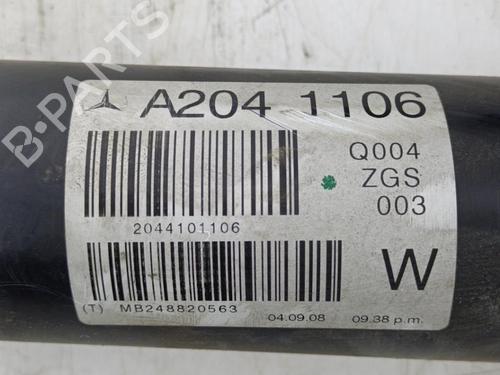 A204 1106
Q004
ZGS
003
2044101106
W
(T) MB248820563
04.09.08 09.38 p.m.
B-PARTS